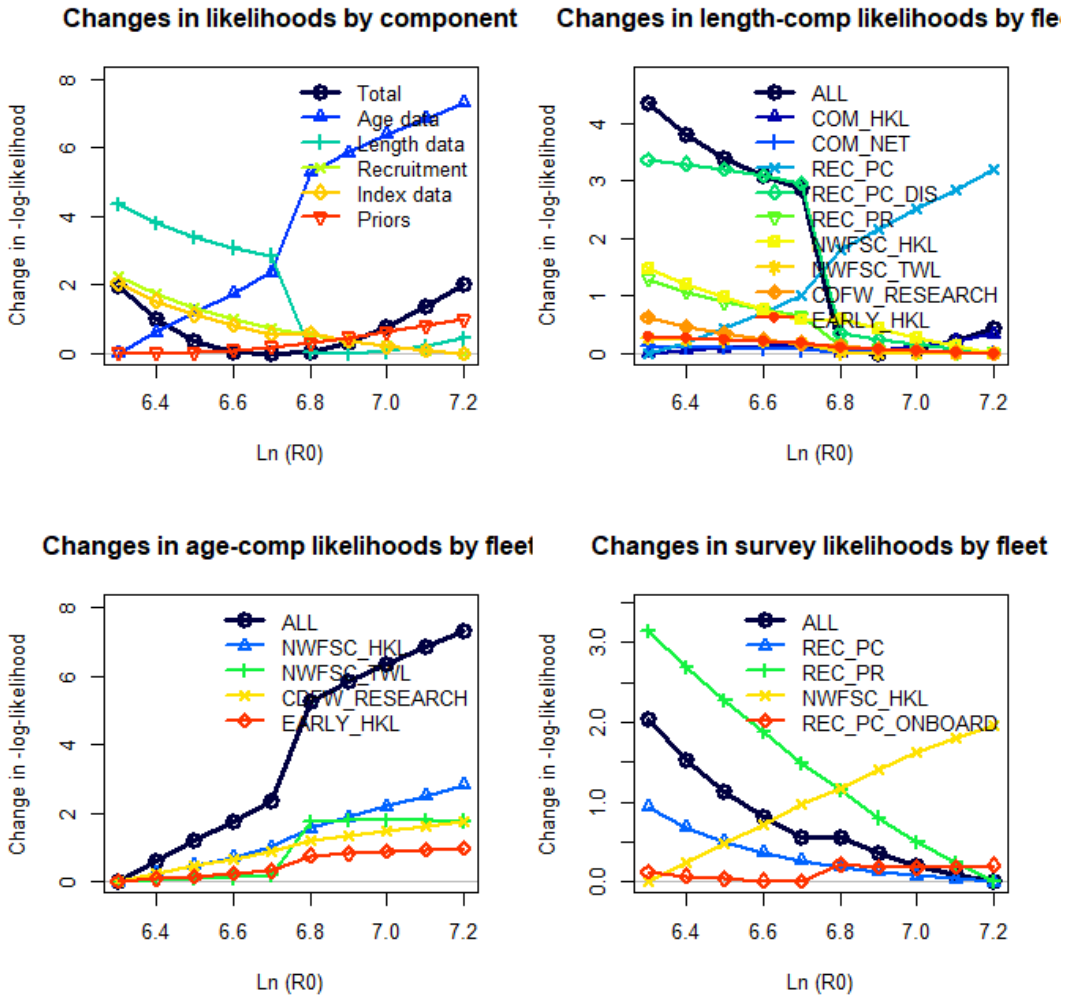 Changes in likelihoods by component
Change in -log-likelihood
8
6
4
2
0
Total
Age data
Length data
Recruitment
Index data
Priors
6.4 6.6 6.8 7.0 7.2
Ln (R0)
Changes in length-comp likelihoods by fle
Change in -log-likelihood
4
3
2
1
0
ALL
COM_HKL
COM_NET
REC_PC
REC_PC_DIS
REC_PR
NWFSC_HKL
NWFSC_TWL
CDFW_RESEARCH
EARLY_HKL
6.4 6.6 6.8 7.0 7.2
Ln (R0)
Changes in age-comp likelihoods by fleet
Change in -log-likelihood
8
6
4
2
0
ALL
NWFSC_HKL
NWFSC_TWL
CDFW_RESEARCH
EARLY_HKL
6.4 6.6 6.8 7.0 7.2
Ln (R0)
Changes in survey likelihoods by fleet
Change in -log-likelihood
3.0
2.0
1.0
0.0
ALL
REC_PC
REC_PR
NWFSC_HKL
REC_PC_ONBOARD
6.4 6.6 6.8 7.0 7.2
Ln (R0)